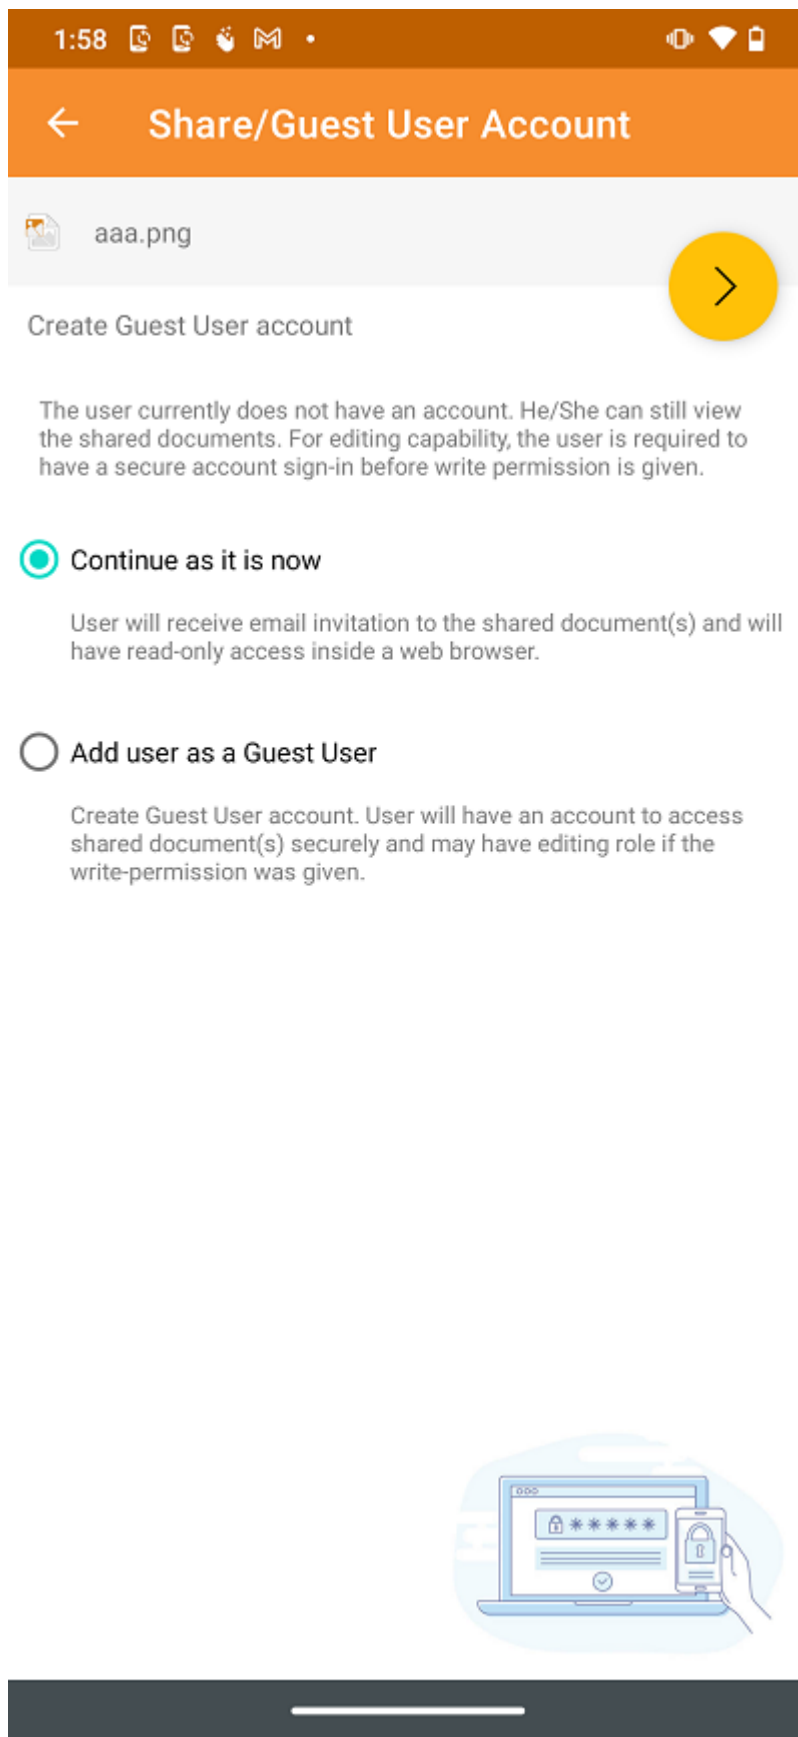 1:58
Share/Guest User Account
aaa.png
Create Guest User account
The user currently does not have an account. He/She can still view
the shared documents. For editing capability, the user is required to
have a secure account sign-in before write permission is given.
Continue as it is now
User will receive email invitation to the shared document(s) and will
have read-only access inside a web browser.
Add user as a Guest User
Create Guest User account. User will have an account to access
shared document(s) securely and may have editing role if the
write-permission was given.
*****